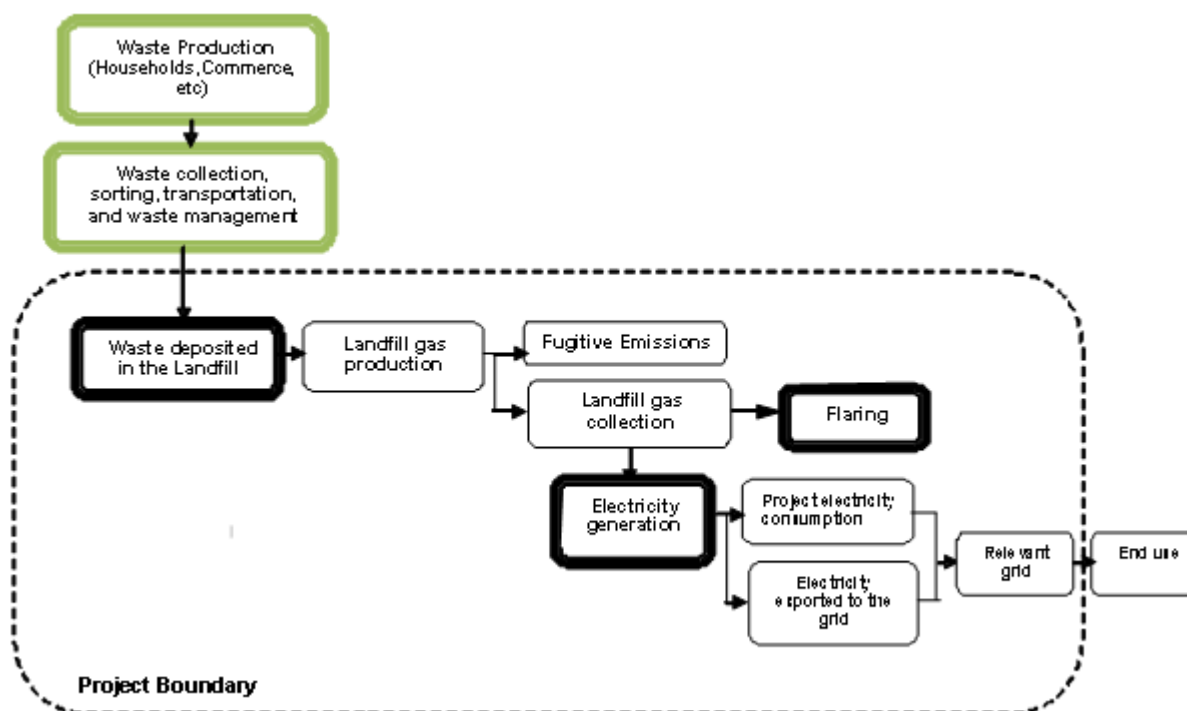 Waste Production
(Households, Commerce,
etc)
Waste collection,
sorting, transportation,
and waste management
Waste deposited
in the Landfill
Landfill gas
production
Fugitive Emissions
Landfill gas
collection
Flaring
Electricity
generation
Project electricity
consumption
Electricity
exported to the
grid
Relevant
grid
End use
Project Boundary